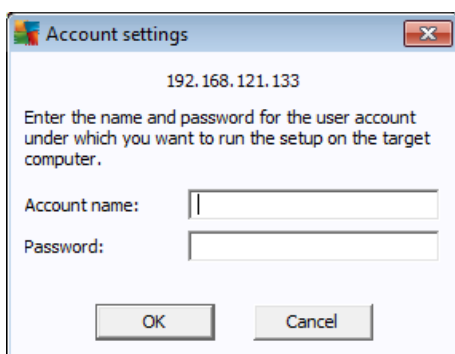 Account settings
192.168.121.133
Enter the name and password for the user account
under which you want to run the setup on the target
computer.
Account name:
Password:
OK
Cancel